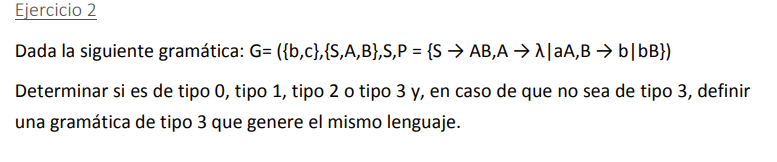 Ejercicio 2
Dada la siguiente gramática: G= ({b,c},{S,A,B},S,P = {S → AB,A → λ|aA,B → b|bB})
Determinar si es de tipo 0, tipo 1, tipo 2 o tipo 3 y, en caso de que no sea de tipo 3, definir
una gramática de tipo 3 que genere el mismo lenguaje.